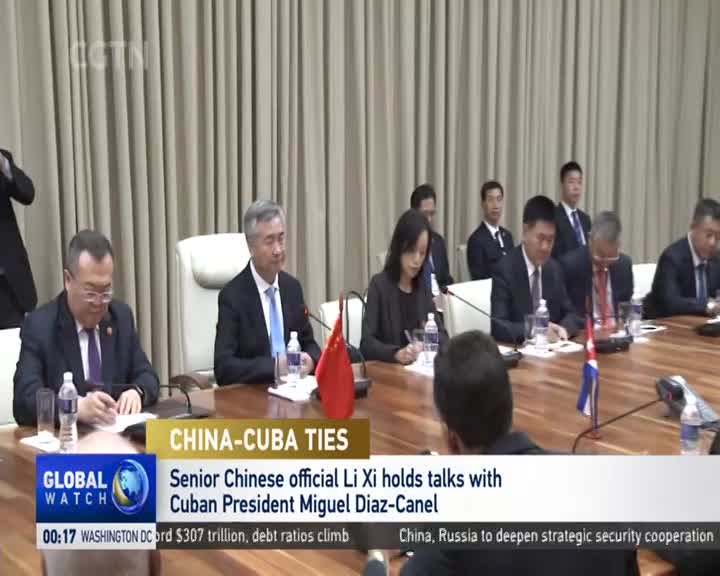 CGTN
CHINA-CUBA TIES
Senior Chinese official Li Xi holds talks with
Cuban President Miguel Diaz-Canel
GLOBAL
WATCH
00:17 WASHINGTON DC
ord $307 trillion, debt ratios climb China, Russia to deepen strategic security cooperation